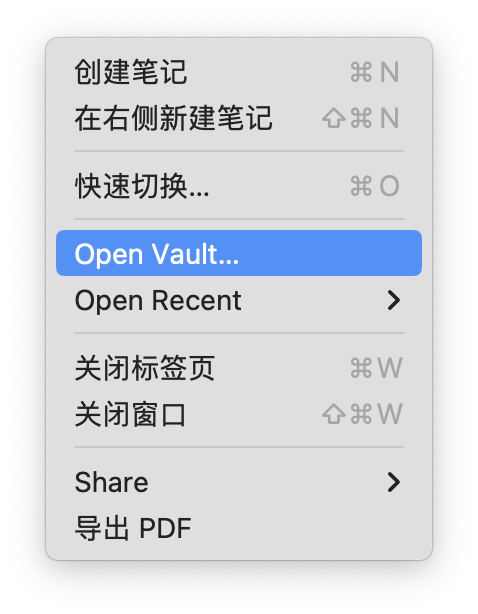 创建笔记 ⌘ N
在右侧新建笔记 ⇧⌘ N
快速切换... ⌘ O
Open Vault...
Open Recent
关闭标签页 ⌘ W
关闭窗口 ⇧⌘ W
Share
导出 PDF